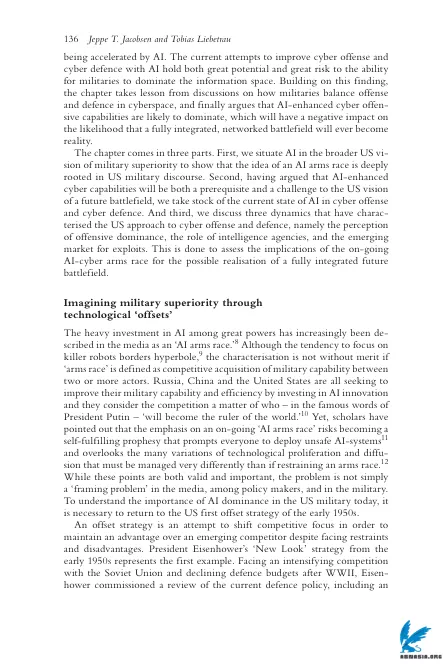 136 Jeppe T. Jacobsen and Tobias Liebetrau
being accelerated by AI. The current attempts to improve cyber offense and
cyber defence with AI hold both great potential and great risk to the ability
for militaries to dominate the information space. Building on this finding,
the chapter takes lesson from discussions on how militaries balance offense
and defence in cyberspace, and finally argues that AI-enhanced cyber offen-
sive capabilities are likely to dominate, which will have a negative impact on
the likelihood that a fully integrated, networked battlefield will ever become
reality.
The chapter comes in three parts. First, we situate AI in the broader US vi-
sion of military superiority to show that the idea of an AI arms race is deeply
rooted in US military discourse. Second, having argued that AI-enhanced
cyber capabilities will be both a prerequisite and a challenge to the US vision
of a future battlefield, we take stock of the current state of AI in cyber offense
and cyber defence. And third, we discuss three dynamics that have charac-
terised the US approach to cyber offense and defence, namely the perception
of offensive dominance, the role of intelligence agencies, and the emerging
market for exploits. This is done to assess the implications of the on-going
AI-cyber arms race for the possible realisation of a fully integrated future
battlefield.
Imagining military superiority through
technological ‘offsets’
The heavy investment in AI among great powers has increasingly been de-
scribed in the media as an ‘AI arms race.’8 Although the tendency to focus on
killer robots borders hyperbole,9 the characterisation is not without merit if
‘arms race’ is defined as competitive acquisition of military capability between
two or more actors. Russia, China and the United States are all seeking to
improve their military capability and efficiency by investing in AI innovation
and they consider the competition a matter of who – in the famous words of
President Putin – ‘will become the ruler of the world.’10 Yet, scholars have
pointed out that the emphasis on an on-going ‘AI arms race’ risks becoming a
self-fulfilling prophesy that prompts everyone to deploy unsafe AI-systems11
and overlooks the many variations of technological proliferation and diffu-
sion that must be managed very differently than if restraining an arms race.12
While these points are both valid and important, the problem is not simply
a ‘framing problem’ in the media, among policy makers, and in the military.
To understand the importance of AI dominance in the US military today, it
is necessary to return to the US first offset strategy of the early 1950s.
An offset strategy is an attempt to shift competitive focus in order to
maintain an advantage over an emerging competitor despite facing restraints
and disadvantages. President Eisenhower’s ‘New Look’ strategy from the
early 1950s represents the first example. Facing an intensifying competition
with the Soviet Union and declining defence budgets after WWII, Eisen-
hower commissioned a review of the current defence policy, including an